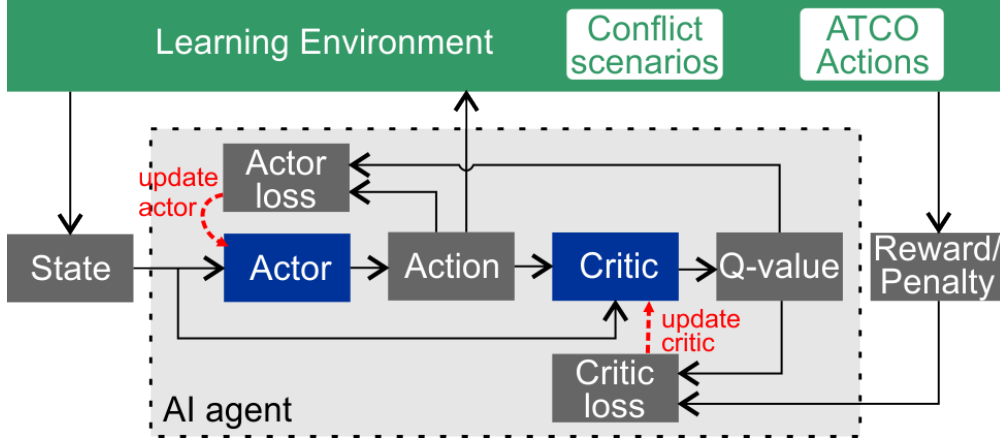 Learning Environment
Conflict
scenarios
ATCO
Actions
Actor
loss
update
actor
State
Actor
Action
Critic
Q-value
Reward/
Penalty
update
critic
Critic
loss
AI agent